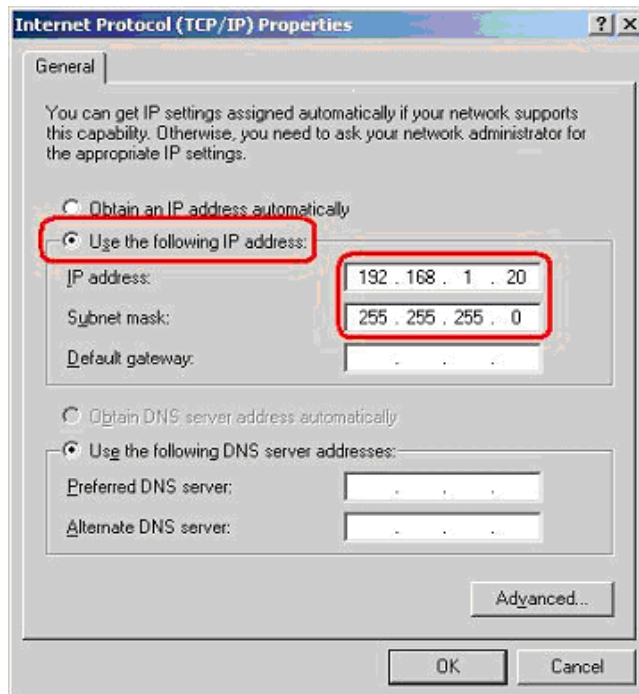 Internet Protocol (TCP/IP) Properties
General
You can get IP settings assigned automatically if your network supports
this capability. Otherwise, you need to ask your network administrator for
the appropriate IP settings.
Obtain an IP address automatically
Use the following IP address:
IP address: 192 . 168 . 1 . 20
Subnet mask: 255 . 255 . 255 . 0
Default gateway: . . .
Obtain DNS server address automatically
Use the following DNS server addresses:
Preferred DNS server: . . .
Alternate DNS server: . . .
Advanced...
OK Cancel